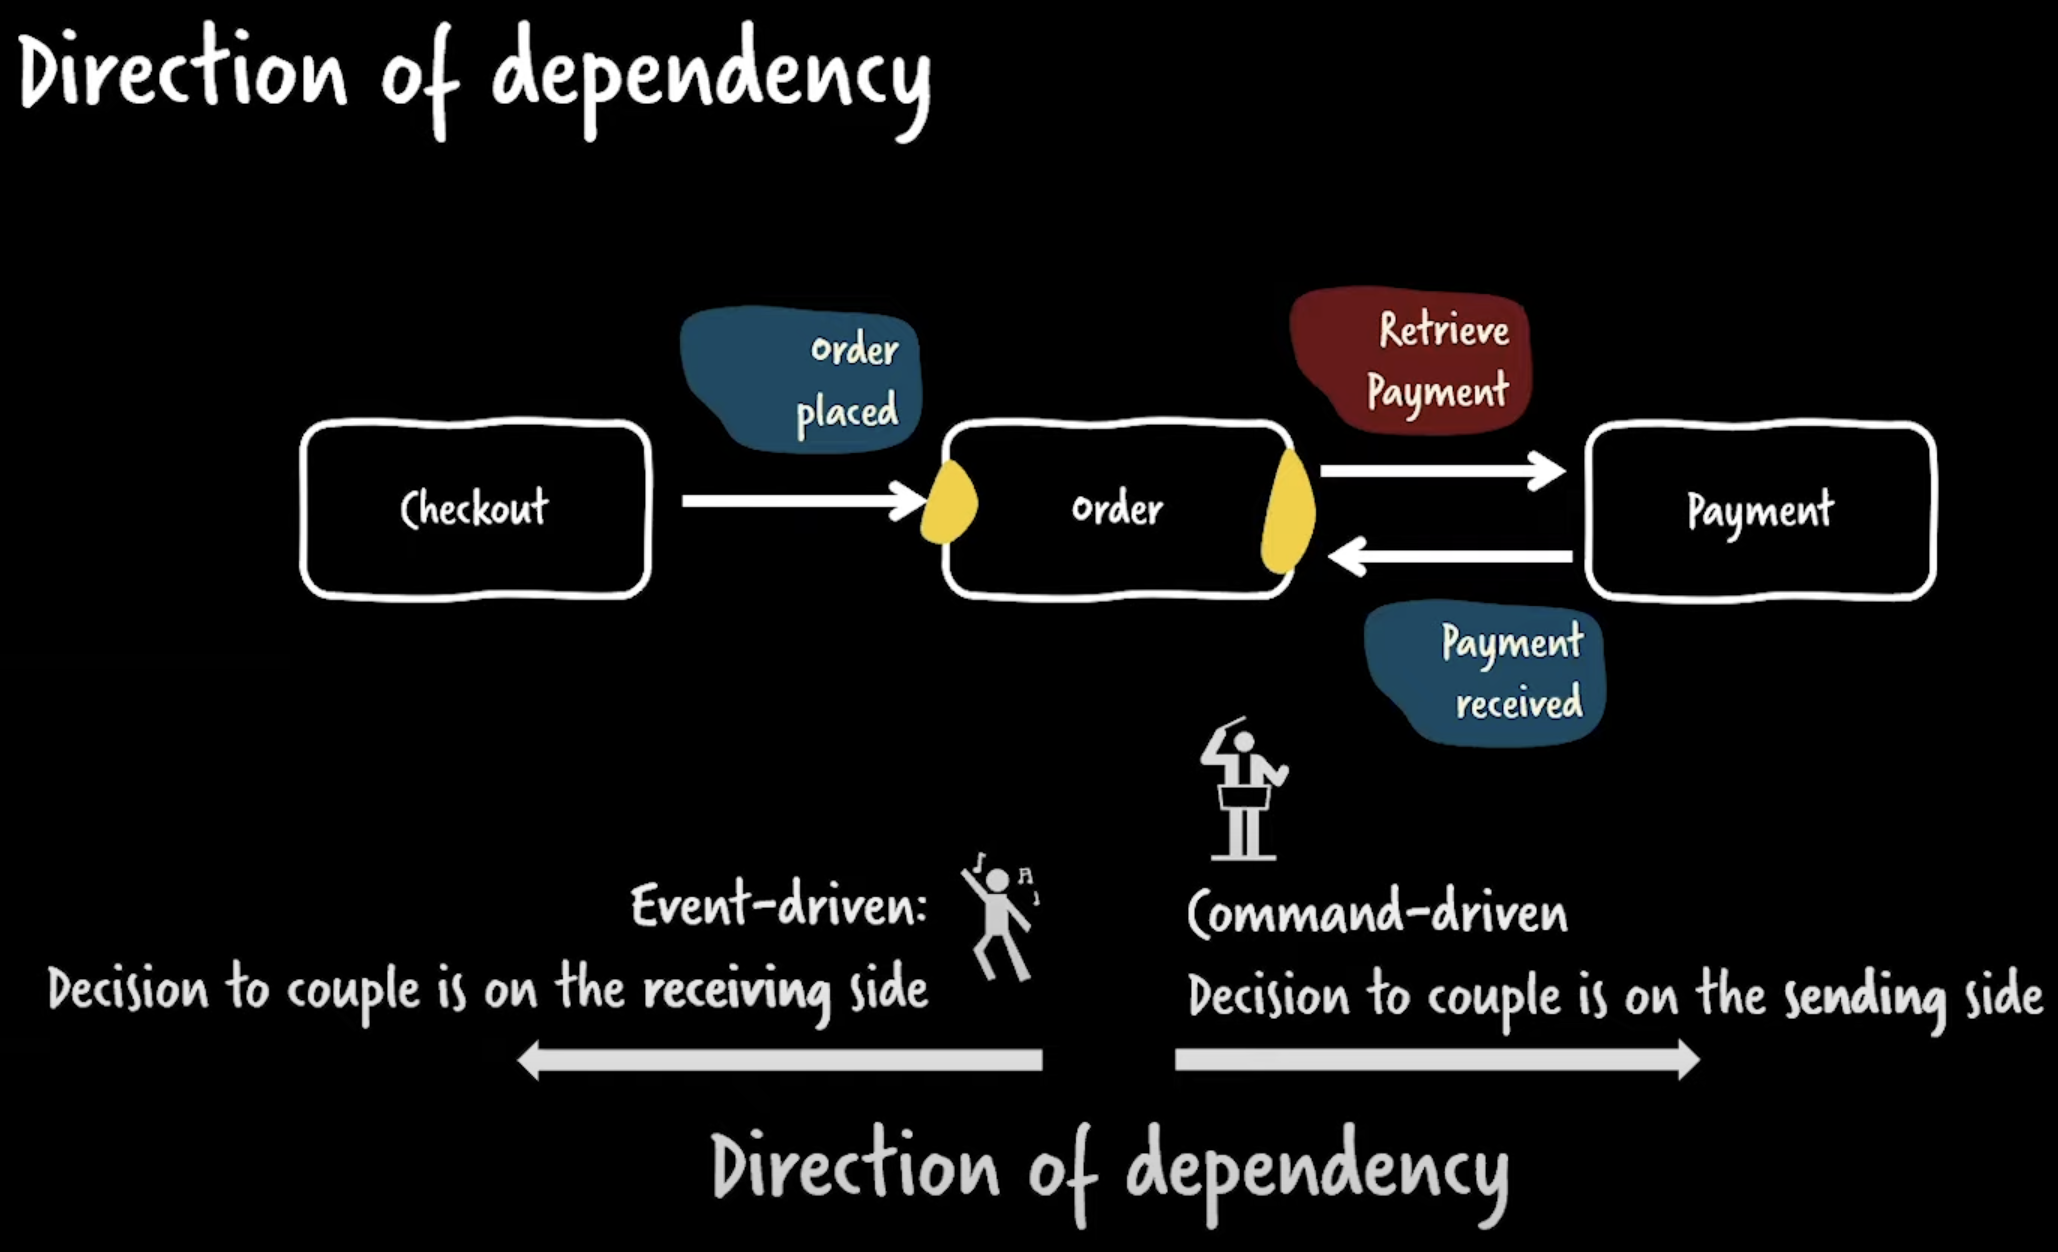 Direction of dependency
Order
placed
Retrieve
Payment
Checkout
Order
Payment
Payment
received
Event-driven:
Decision to couple is on the receiving side
Command-driven
Decision to couple is on the sending side
Direction of dependency